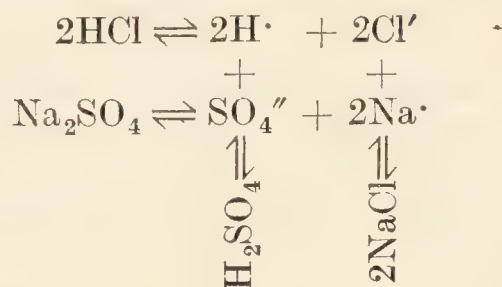 2HCl ⇌ 2H· + 2Cl′
+ +
Na₂SO₄ ⇌ SO₄″ + 2Na·
⇌ ⇌
H₂SO₄ 2NaCl